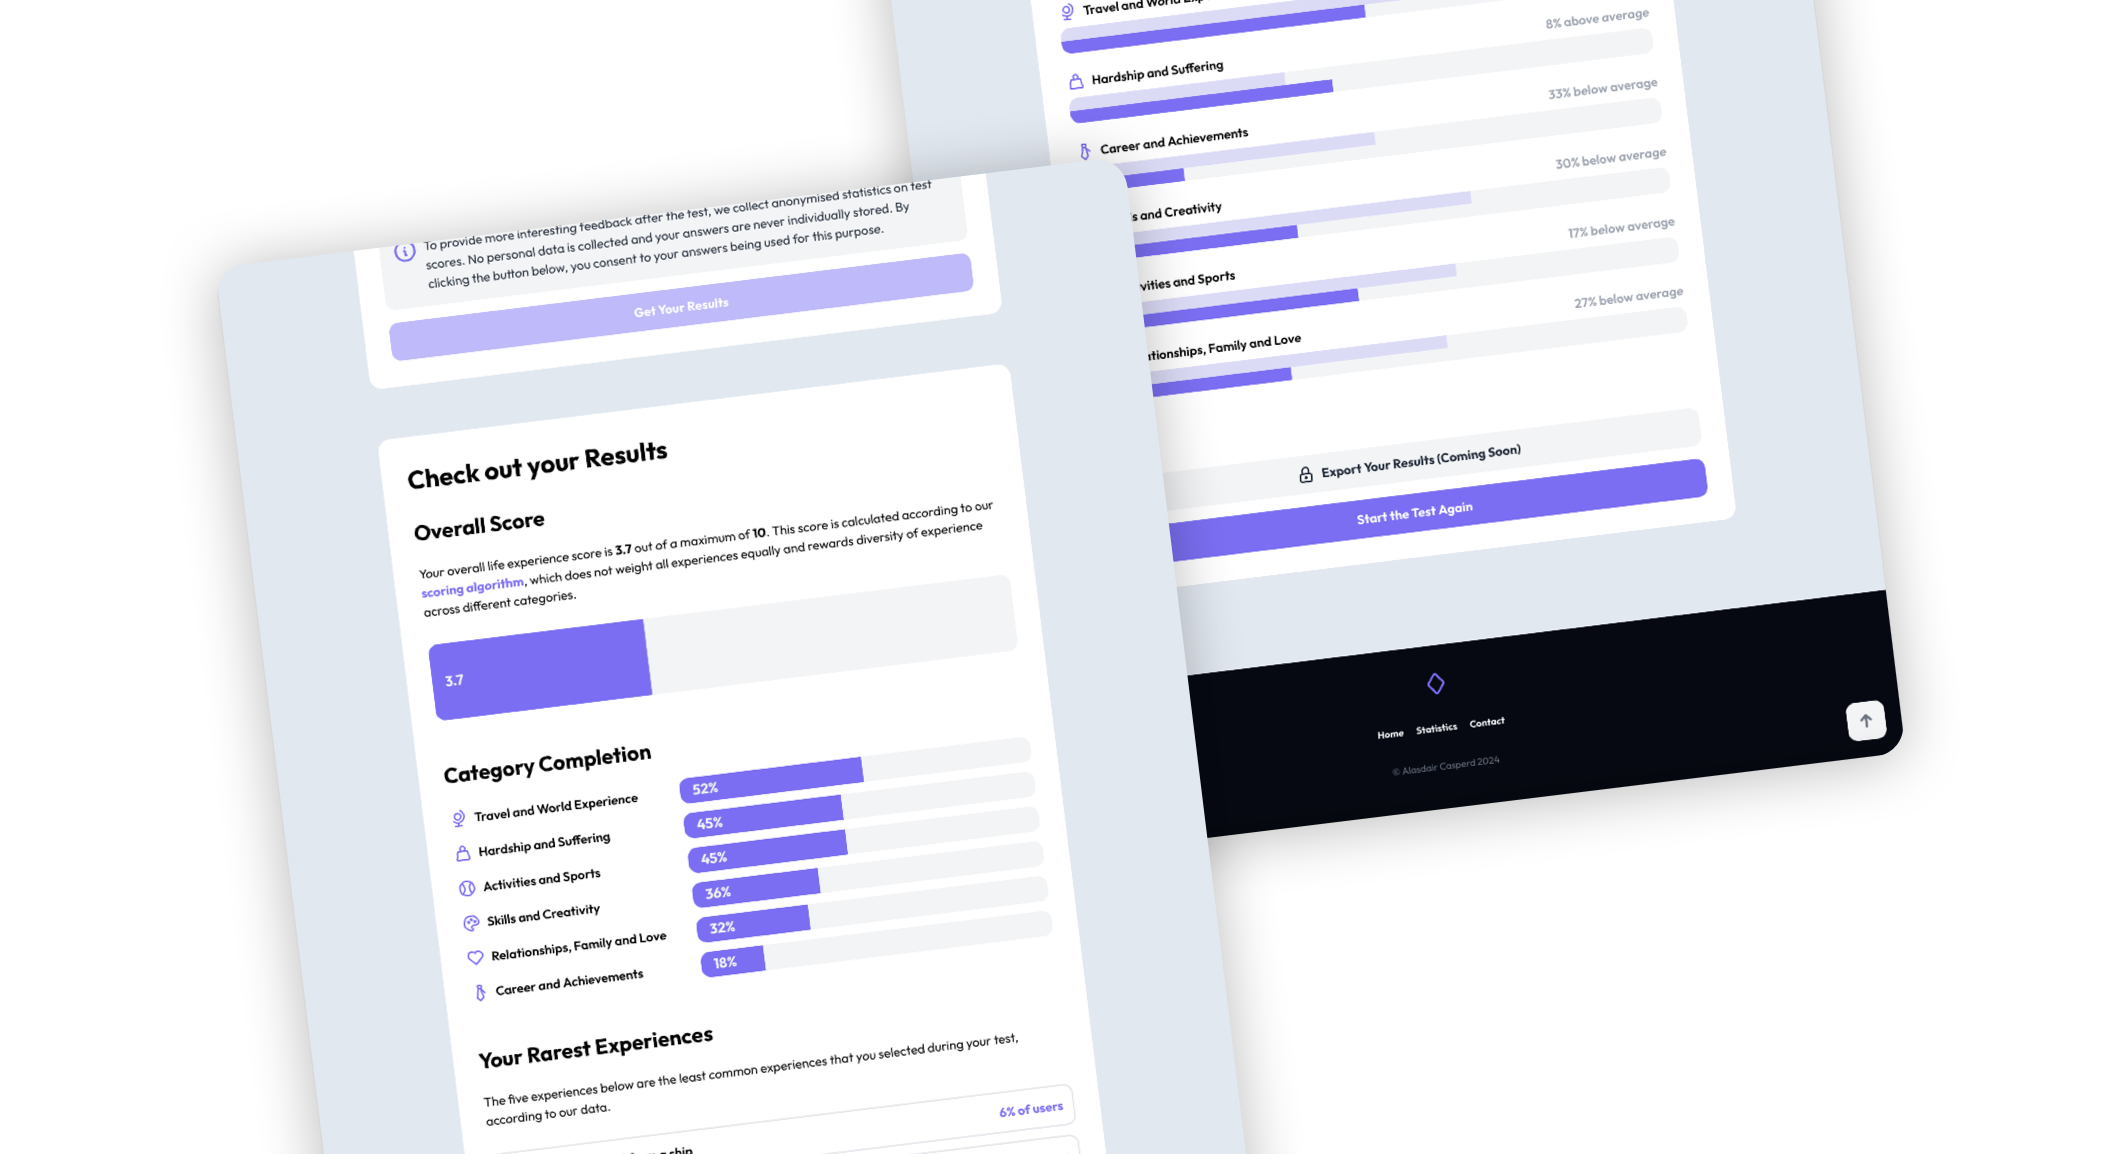 To provide more interesting feedback after the test, we collect anonymised statistics on test
scores. No personal data is collected and your answers are never individually stored. By
clicking the button below, you consent to your answers being used for this purpose.
Get Your Results
Check out your Results
Overall Score
Your overall life experience score is 3.7 out of a maximum of 10. This score is calculated according to our
scoring algorithm, which does not weight all experiences equally and rewards diversity of experience
across different categories.
3.7
Category Completion
Travel and World Experience 52%
Hardship and Suffering 45%
Activities and Sports 45%
Skills and Creativity 36%
Relationships, Family and Love 32%
Career and Achievements 18%
Your Rarest Experiences
The five experiences below are the least common experiences that you selected during your test,
according to our data.
6% of users
ship
Travel and World
8% above average
Hardship and Suffering
33% below average
Career and Achievements
30% below average
s and Creativity
17% below average
vities and Sports
27% below average
tionships, Family and Love
Export Your Results (Coming Soon)
Start the Test Again
Home Statistics Contact
© Alasdair Casperd 2024